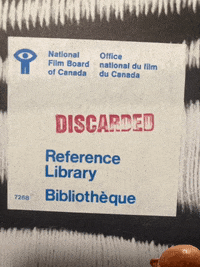 National
Film Board
of Canada
Office
national du film
du Canada
DISCARDED
Reference
Library
7268
Bibliothèque